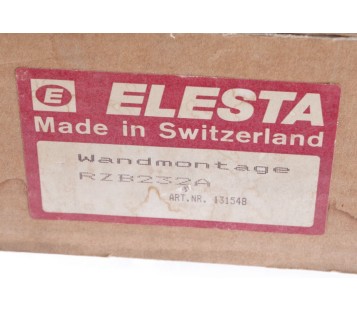 E ELESTA
Made in Switzerland
Wandmontage
RZB232A
ART.NR. 131548